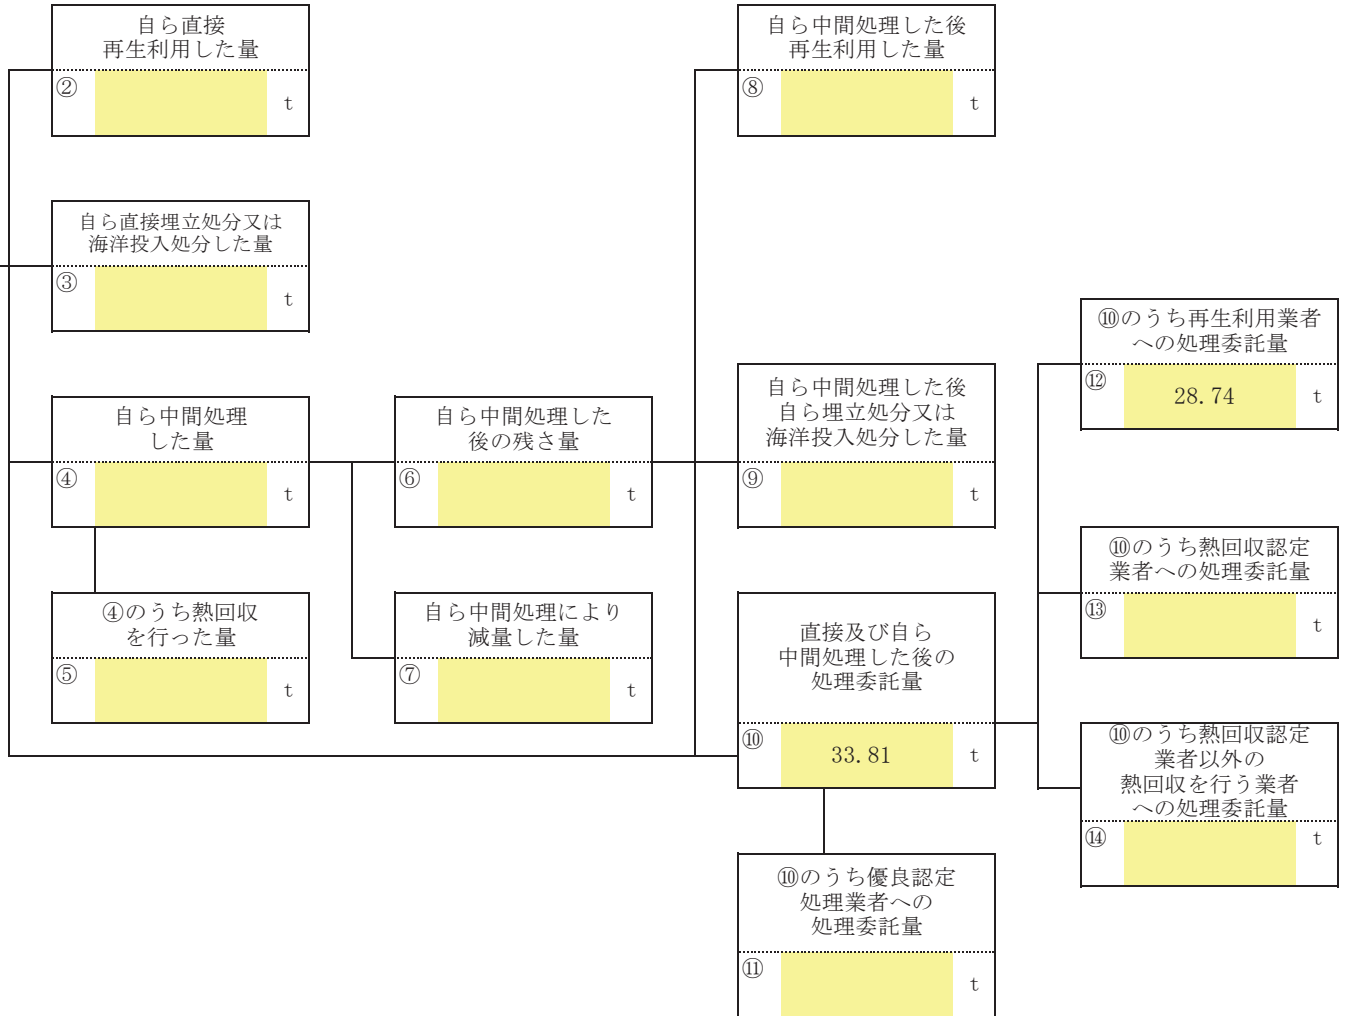 自ら直接
再生利用した量
②
t
自ら中間処理した後
再生利用した量
⑧
t
自ら直接埋立処分又は
海洋投入処分した量
③
t
⑩のうち再生利用業者
への処理委託量
⑫
28.74
t
自ら中間処理
した量
④
t
自ら中間処理した
後の残さ量
⑥
t
自ら中間処理した後
自ら埋立処分又は
海洋投入処分した量
⑨
t
⑩のうち熱回収認定
業者への処理委託量
⑬
t
④のうち熱回収
を行った量
⑤
t
自ら中間処理により
減量した量
⑦
t
直接及び自ら
中間処理した後の
処理委託量
⑩
33.81
t
⑩のうち熱回収認定
業者以外の
熱回収を行う業者
への処理委託量
⑭
t
⑩のうち優良認定
処理業者への
処理委託量
⑪
t